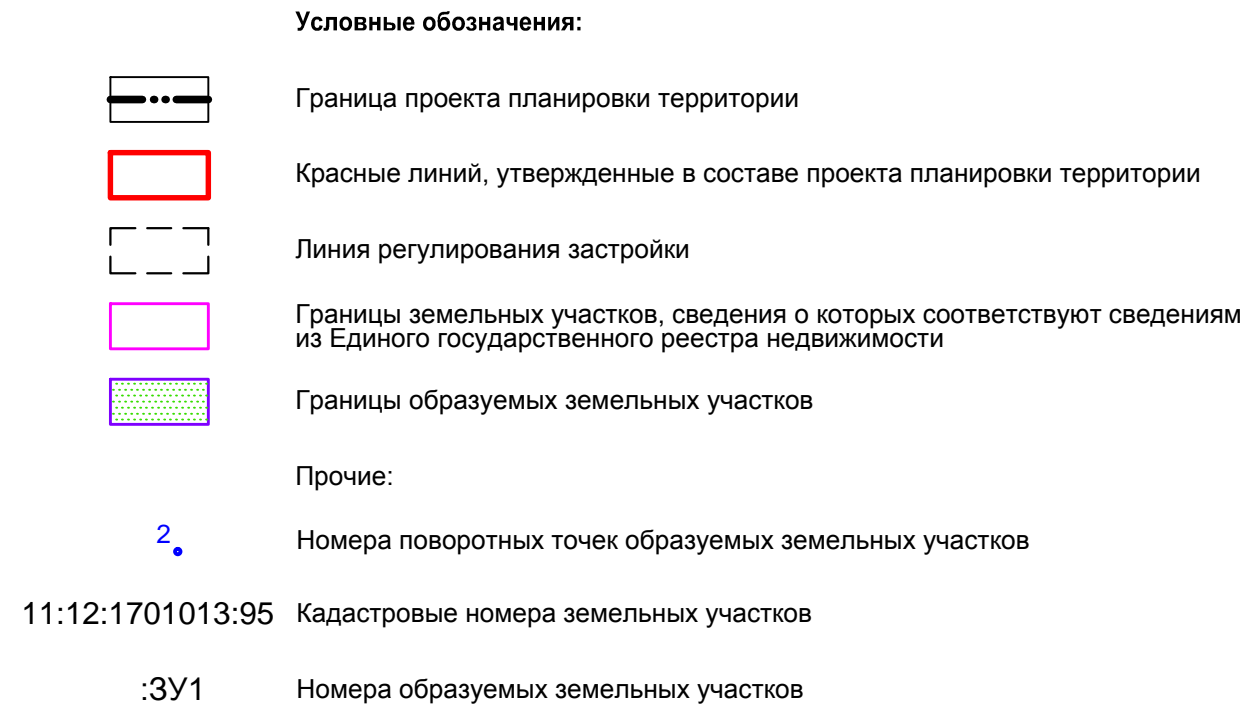 Условные обозначения:
Граница проекта планировки территории
Красные линий, утвержденные в составе проекта планировки территории
Линия регулирования застройки
Границы земельных участков, сведения о которых соответствуют сведениям
из Единого государственного реестра недвижимости
Границы образуемых земельных участков
Прочие:
2 Номера поворотных точек образуемых земельных участков
11:12:1701013:95 Кадастровые номера земельных участков
:ЗУ1 Номера образуемых земельных участков